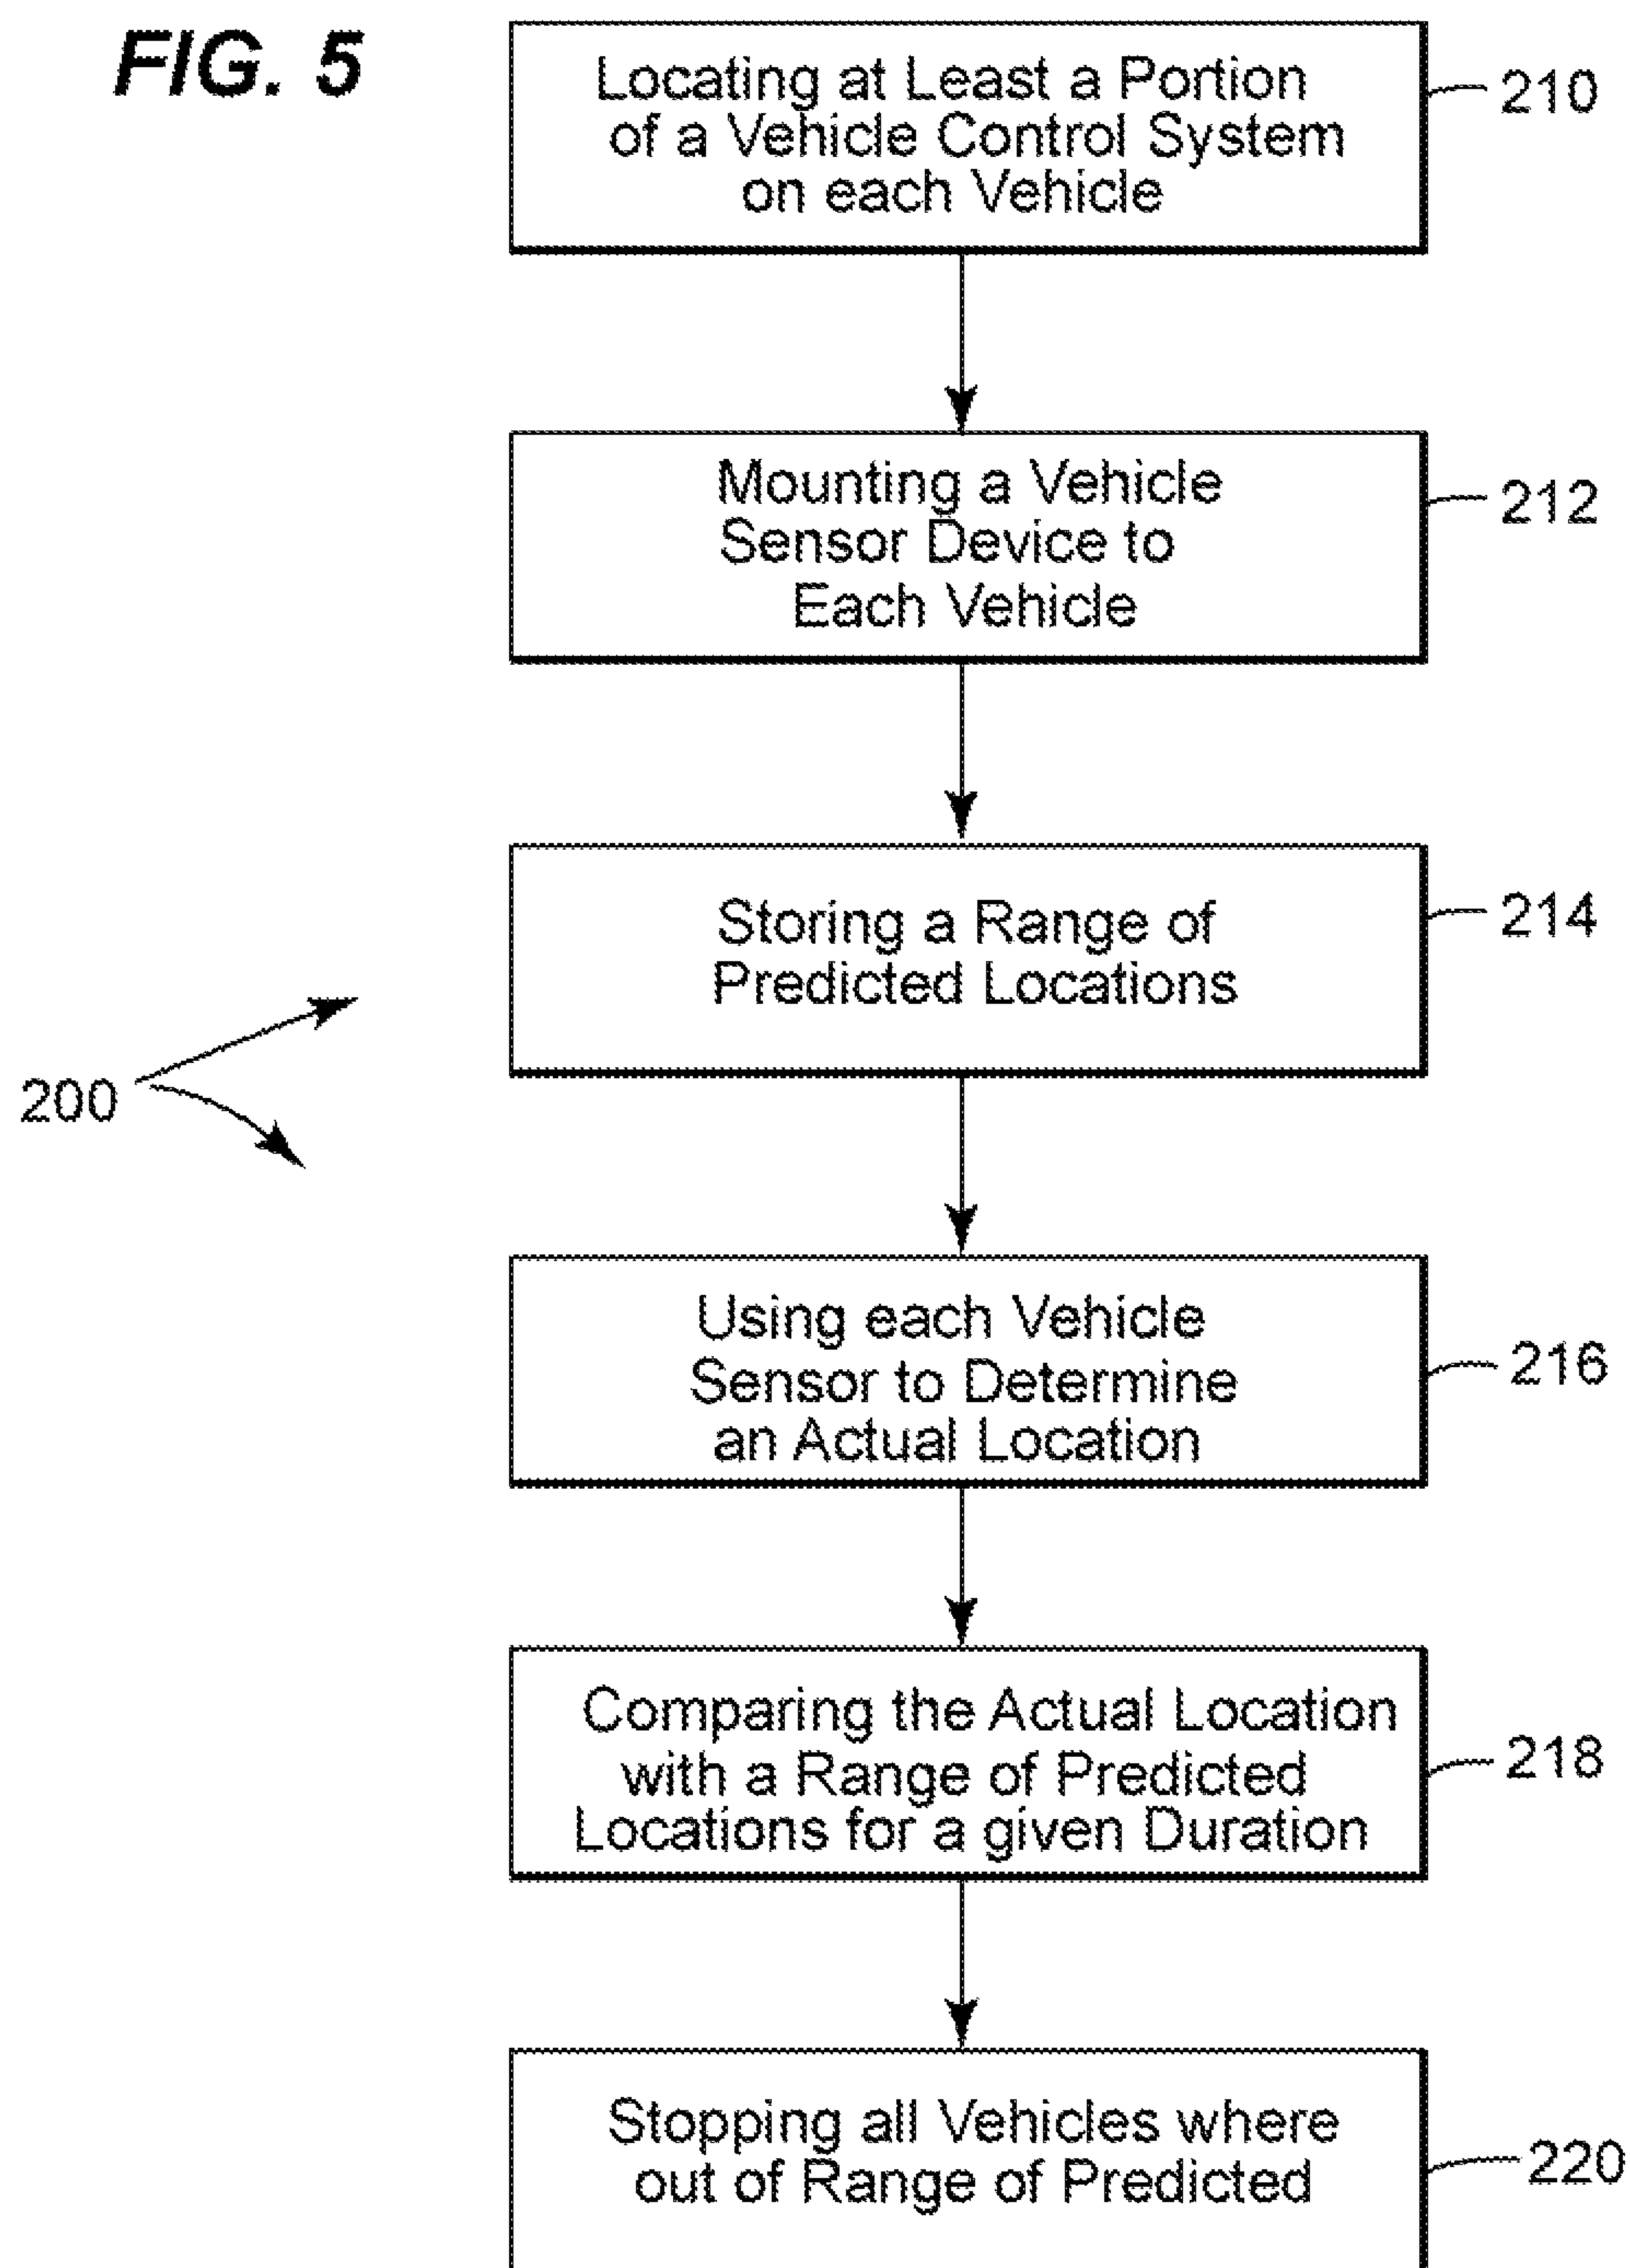 FIG. 5
Locating at Least a Portion
of a Vehicle Control System
on each Vehicle
210
Mounting a Vehicle
Sensor Device to
Each Vehicle
212
Storing a Range of
Predicted Locations
214
200
Using each Vehicle
Sensor to Determine
an Actual Location
216
Comparing the Actual Location
with a Range of Predicted
Locations for a given Duration
218
Stopping all Vehicles where
out of Range of Predicted
220